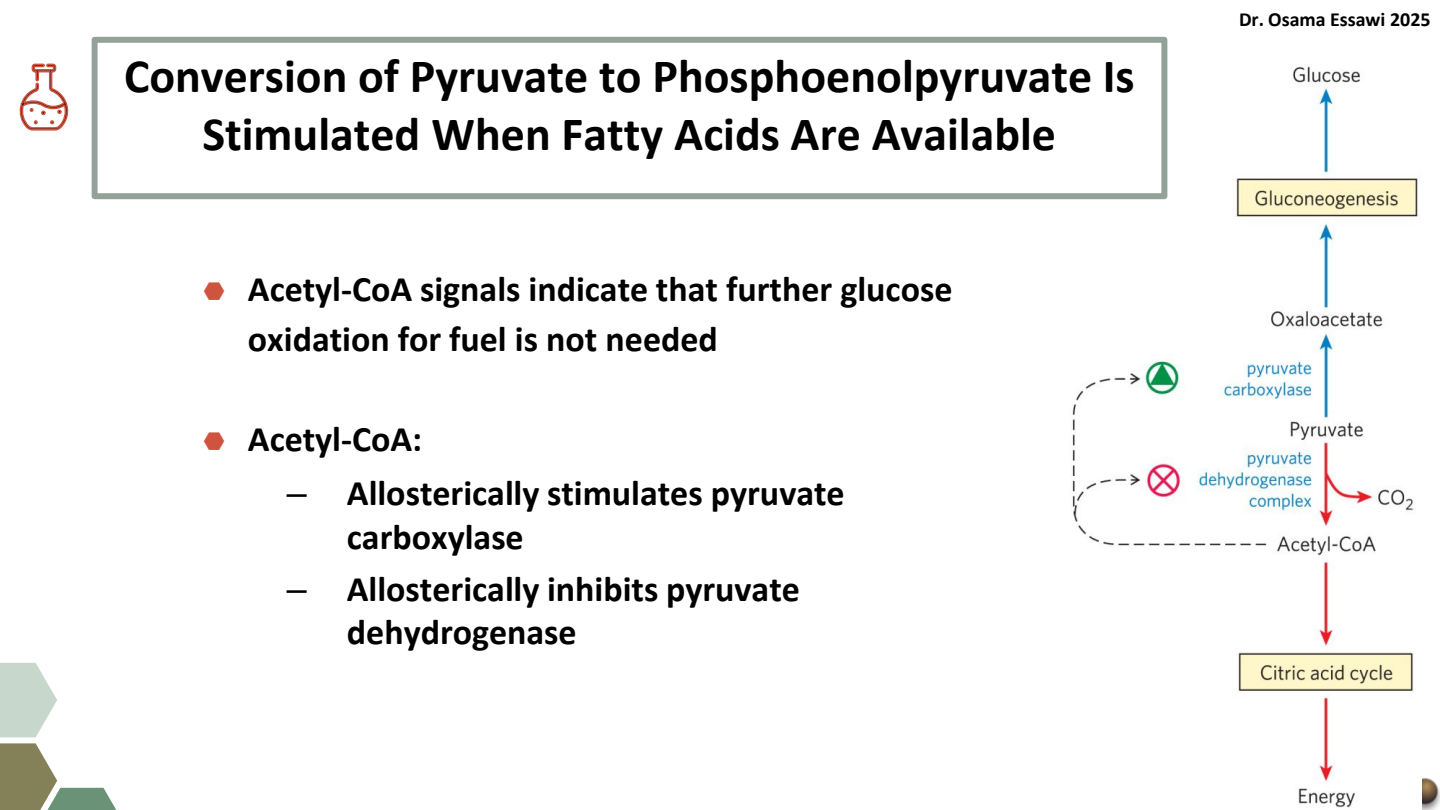 Dr. Osama Essawi 2025
Conversion of Pyruvate to Phosphoenolpyruvate Is
Stimulated When Fatty Acids Are Available
Acetyl-CoA signals indicate that further glucose
oxidation for fuel is not needed
Acetyl-CoA:
– Allosterically stimulates pyruvate
carboxylase
– Allosterically inhibits pyruvate
dehydrogenase
Glucose
Gluconeogenesis
Oxaloacetate
pyruvate
carboxylase
Pyruvate
pyruvate
dehydrogenase
complex
CO₂
Acetyl-CoA
Citric acid cycle
Energy